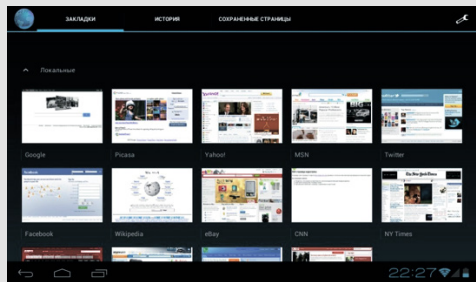 ЗАКЛАДКИ
ИСТОРИЯ
СОХРАНЕННЫЕ СТРАНИЦЫ
Локальные
Google
Picasa
Yahoo!
MSN
Twitter
Facebook
Wikipedia
eBay
CNN
NY Times
22:27